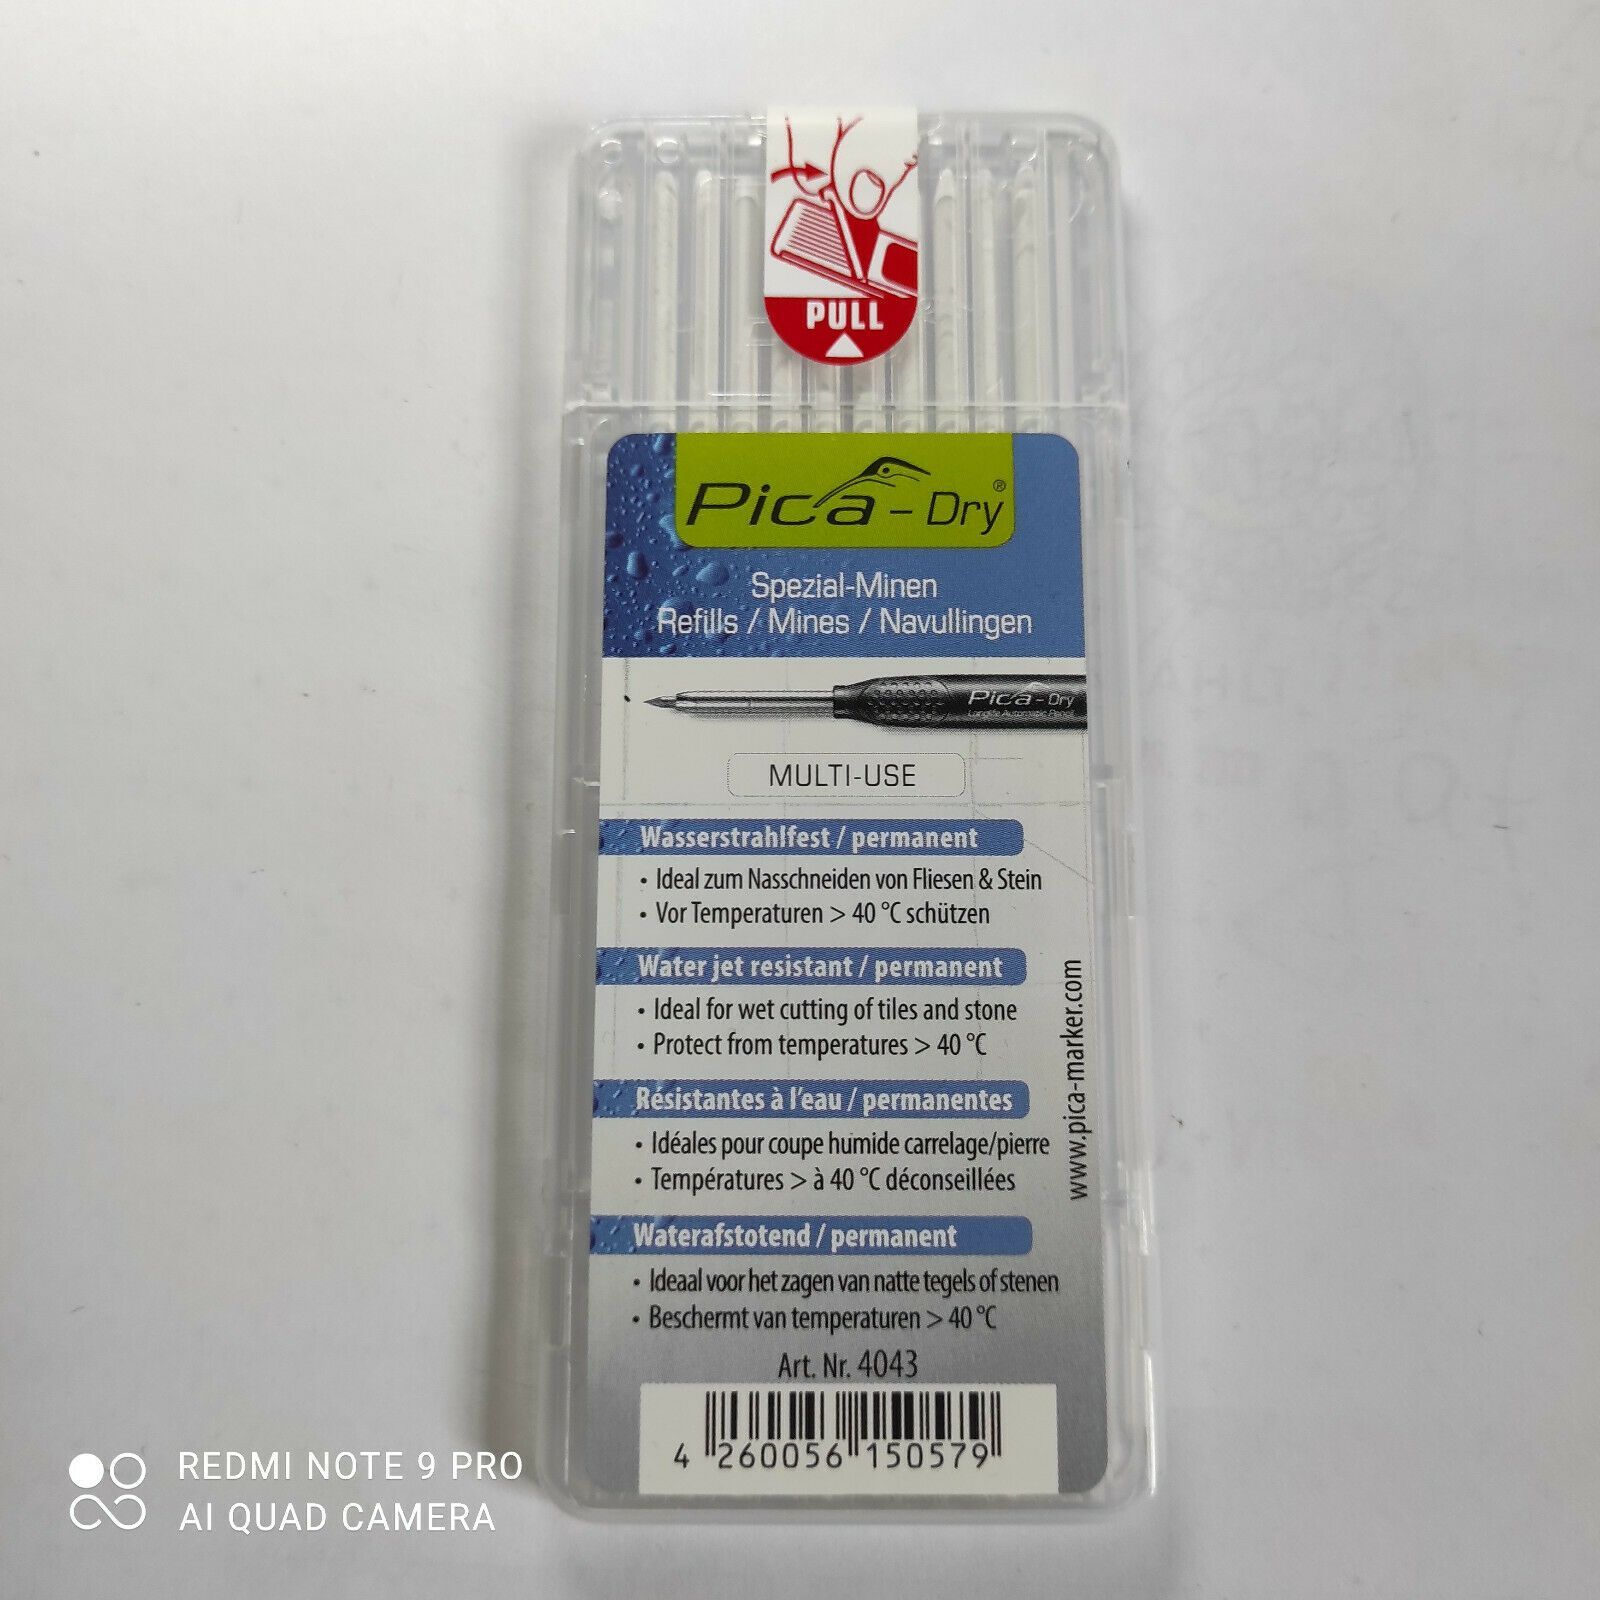 PULL
Pica-Dry®
Spezial-Minen
Refills / Mines / Navullingen
Pica-Dry
Longlife Automatic Pencil
MULTI-USE
Wasserstrahlfest / permanent
• Ideal zum Nasschneiden von Fliesen & Stein
• Vor Temperaturen > 40 °C schützen
Water jet resistant / permanent
• Ideal for wet cutting of tiles and stone
• Protect from temperatures > 40 °C
Résistantes à l'eau / permanentes
• Idéales pour coupe humide carrelage/pierre
• Températures > à 40 °C déconseillées
Waterafstotend / permanent
• Ideaal voor het zagen van natte tegels of stenen
• Beschermt van temperaturen > 40 °C
www.pica-marker.com
Art. Nr. 4043
4 260056 150579
REDMI NOTE 9 PRO
AI QUAD CAMERA